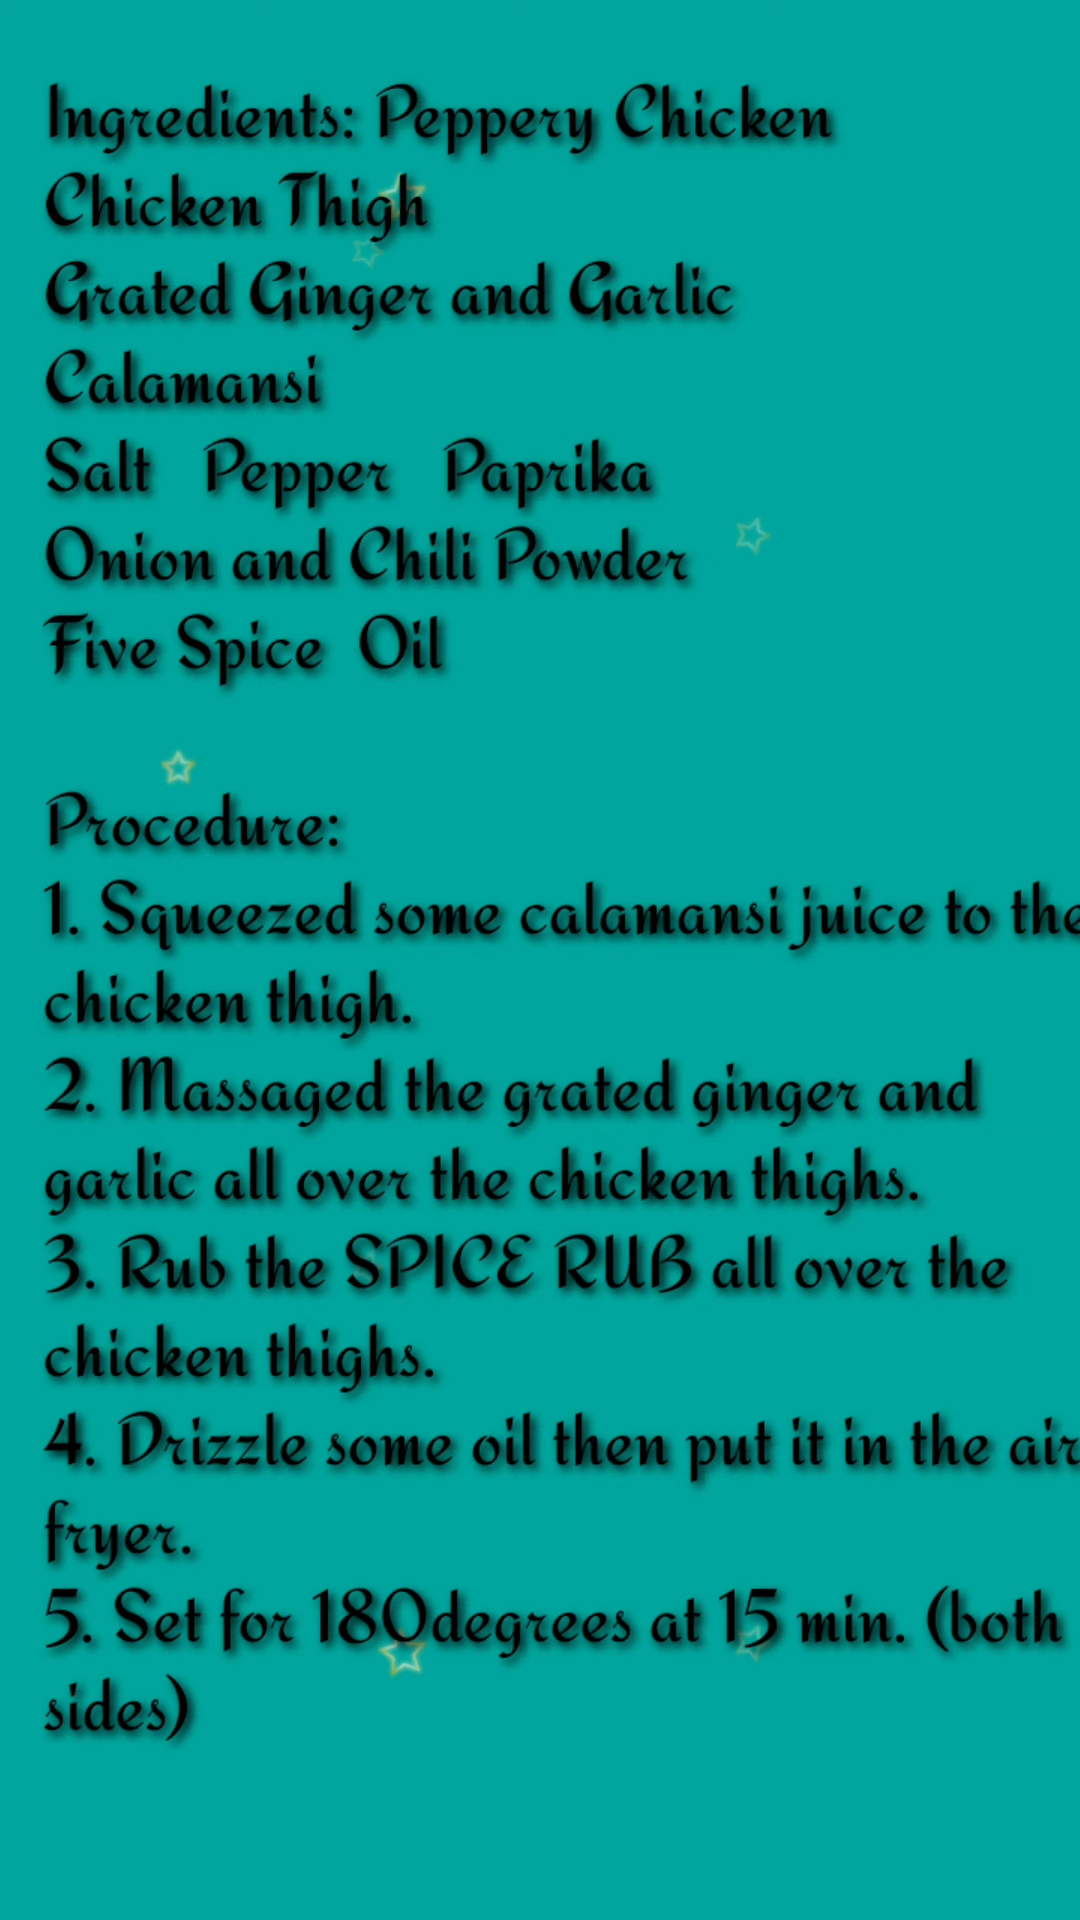 Ingredients: Peppery Chicken
Chicken Thigh
Grated Ginger and Garlic
Calamansi
Salt Pepper Paprika
Onion and Chili Powder
Five Spice Oil
Procedure:
1. Squeezed some calamansi juice to the
chicken thigh.
2. Massaged the grated ginger and
garlic all over the chicken thighs.
3. Rub the SPICE RUB all over the
chicken thighs.
4. Drizzle some oil then put it in the air
fryer.
5. Set for 180degrees at 15 min. (both
sides)